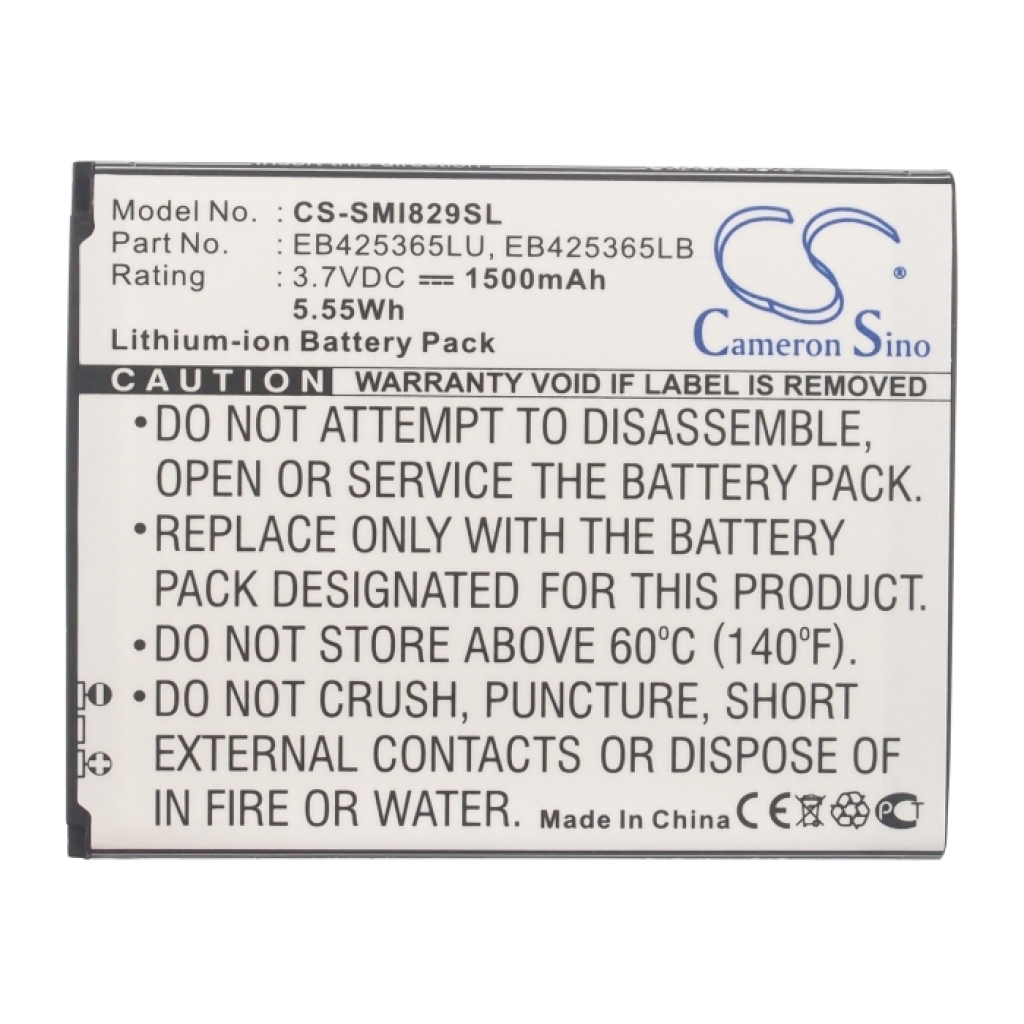 Model No. : CS-SMI829SL
Part No. : EB425365LU, EB425365LB
Rating : 3.7VDC 1500mAh
5.55Wh
Lithium-ion Battery Pack
CS ®
Cameron Sino
CAUTION WARRANTY VOID IF LABEL IS REMOVED
•DO NOT ATTEMPT TO DISASSEMBLE,
OPEN OR SERVICE THE BATTERY PACK.
•REPLACE ONLY WITH THE BATTERY
PACK DESIGNATED FOR THIS PRODUCT.
•DO NOT STORE ABOVE 60°C (140°F).
•DO NOT CRUSH, PUNCTURE, SHORT
EXTERNAL CONTACTS OR DISPOSE OF
IN FIRE OR WATER.
Made In China CE PCT